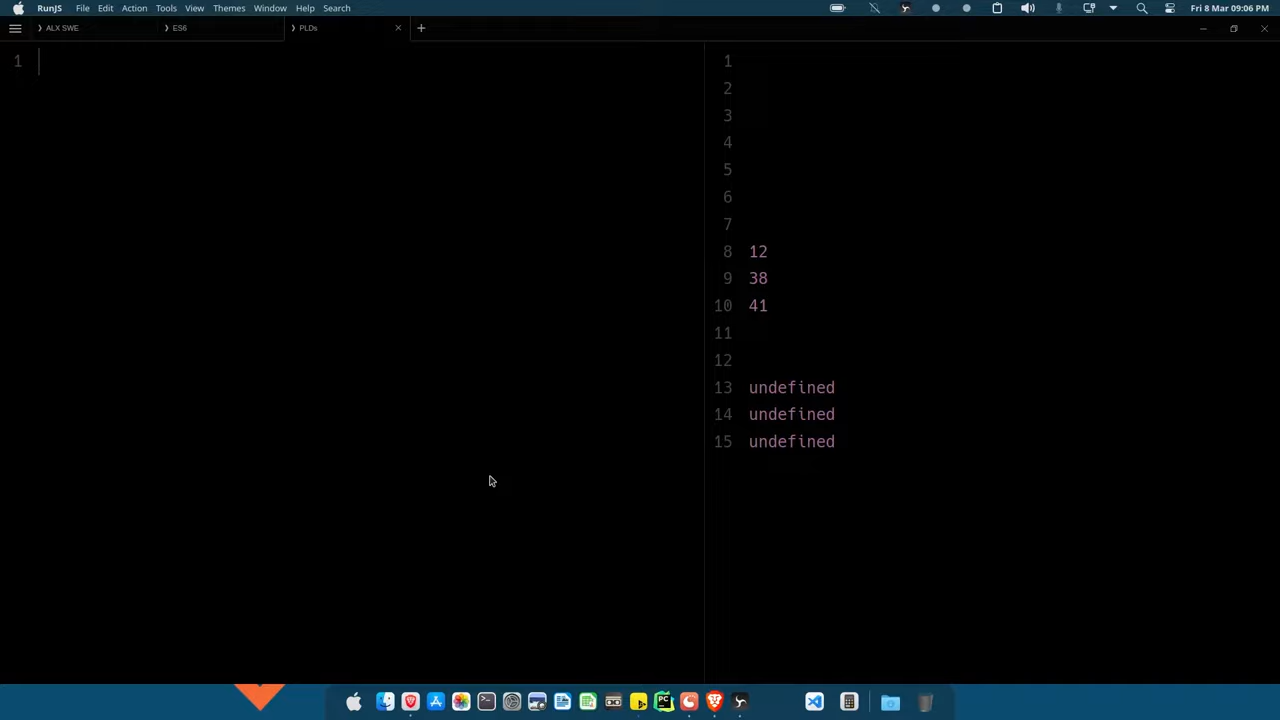 RunJS File Edit Action Tools View Themes Window Help Search Fri 8 Mar 09:06 PM
❯ ALX SWE ❯ ES6 ❯ PLDs × +
1
1
2
3
4
5
6
7
8 12
9 38
10 41
11
12
13 undefined
14 undefined
15 undefined
PC